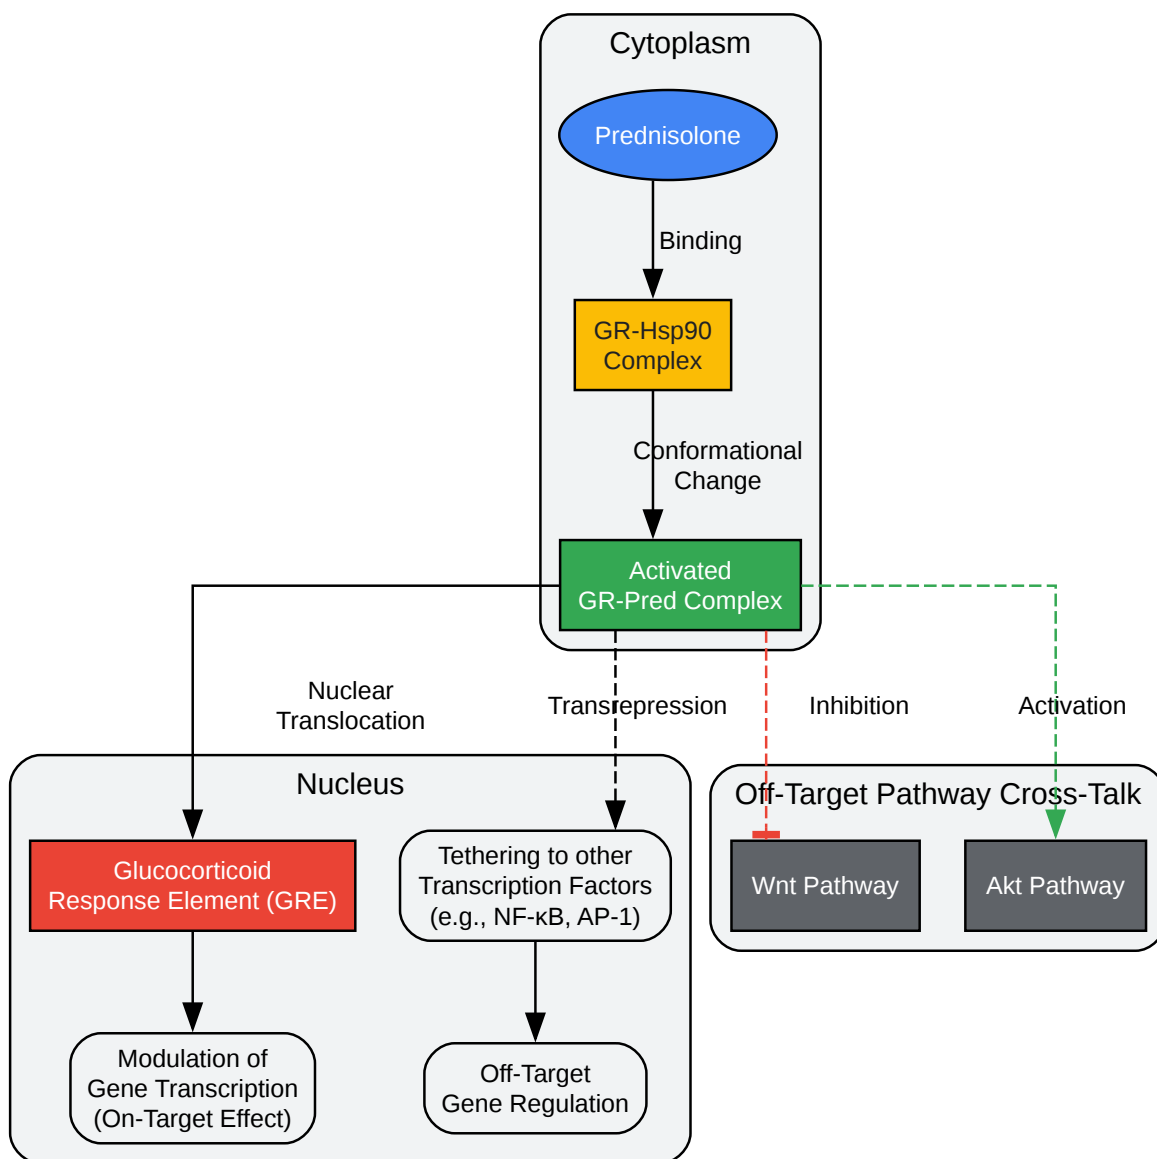 Cytoplasm
Prednisolone
Binding
GR-Hsp90
Complex
Conformational
Change
Activated
GR-Pred Complex
Nuclear
Translocation
Transrepression
Inhibition
Activation
Nucleus
Off-Target Pathway Cross-Talk
Glucocorticoid
Response Element (GRE)
Tethering to other
Transcription Factors
(e.g., NF-κB, AP-1)
Wnt Pathway
Akt Pathway
Modulation of
Gene Transcription
(On-Target Effect)
Off-Target
Gene Regulation